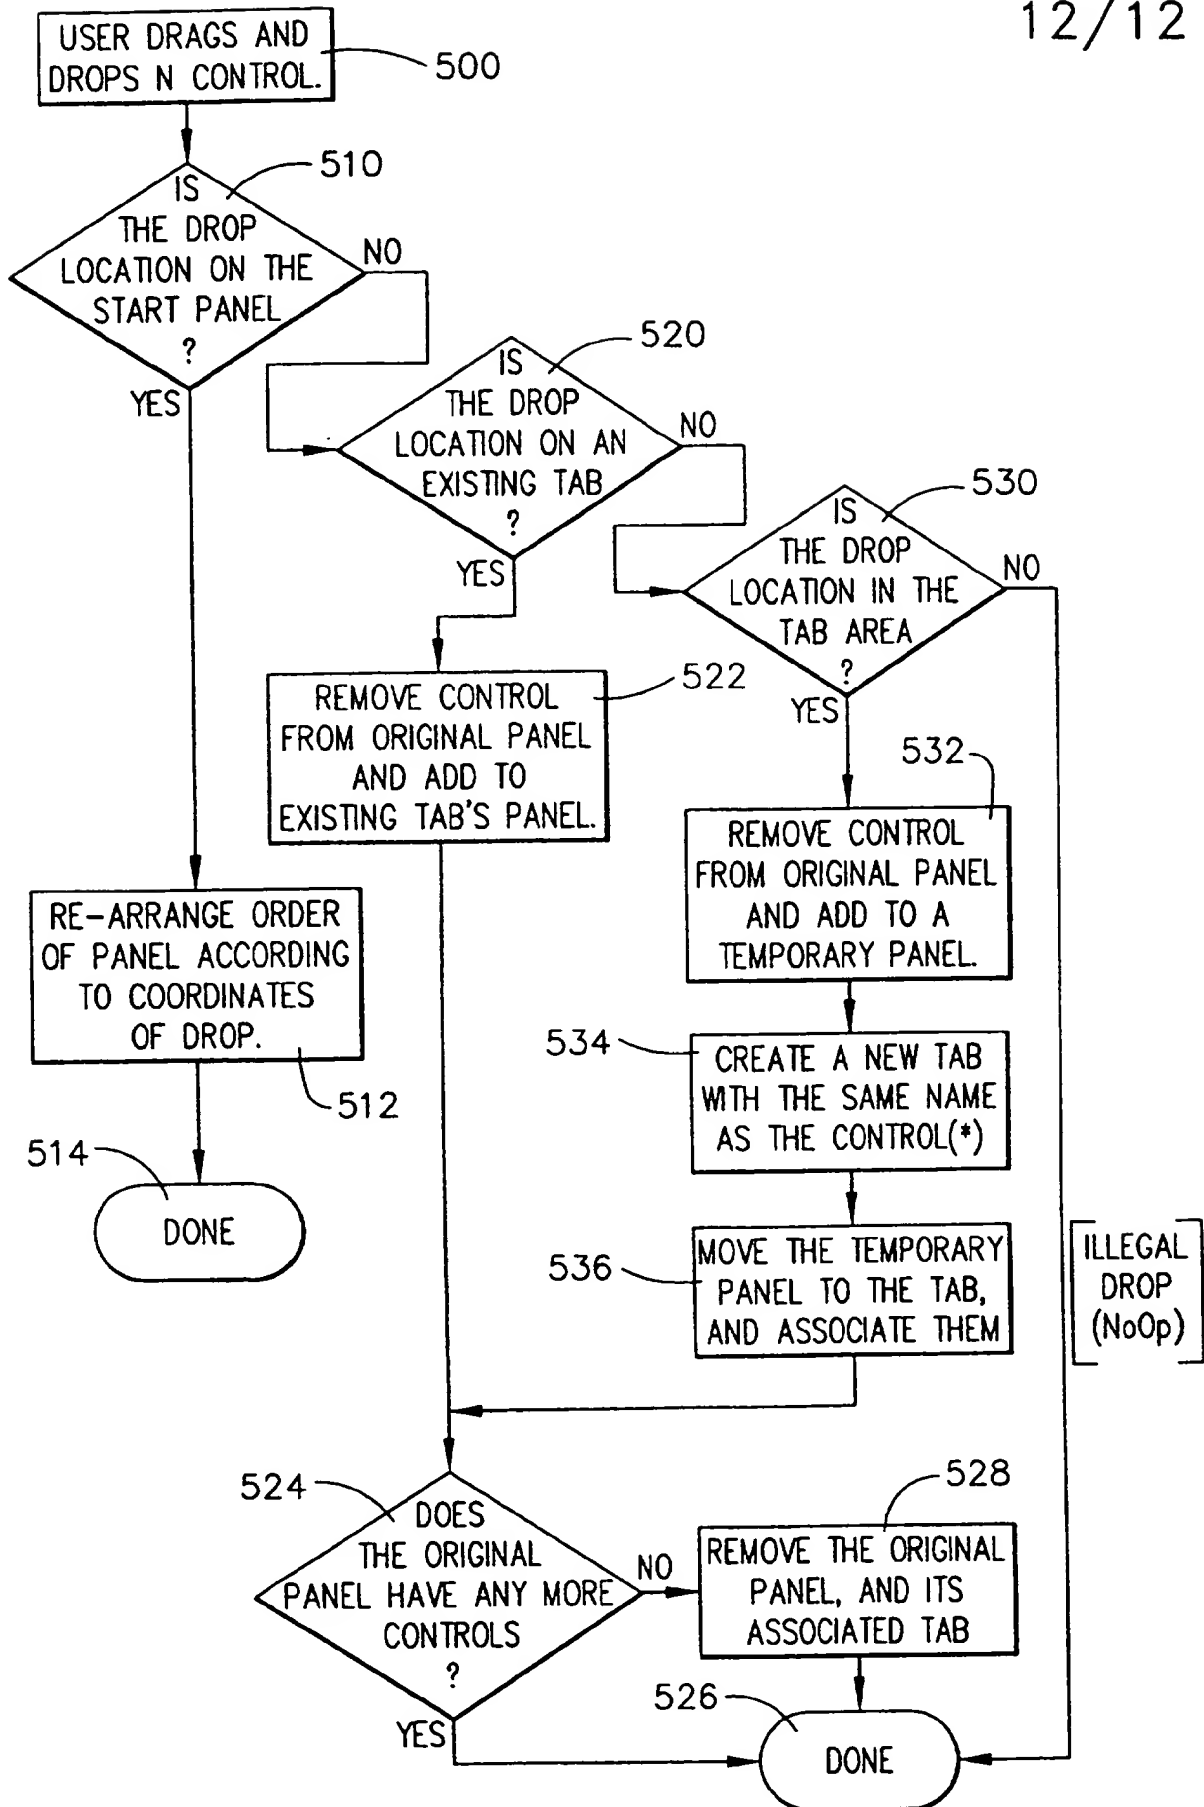 12/12
USER DRAGS AND
DROPS N CONTROL.
500
510
IS
THE DROP
LOCATION ON THE
START PANEL
?
NO
YES
520
IS
THE DROP
LOCATION ON AN
EXISTING TAB
?
NO
YES
530
IS
THE DROP
LOCATION IN THE
TAB AREA
?
NO
YES
522
REMOVE CONTROL
FROM ORIGINAL PANEL
AND ADD TO
EXISTING TAB'S PANEL.
532
REMOVE CONTROL
FROM ORIGINAL PANEL
AND ADD TO A
TEMPORARY PANEL.
RE-ARRANGE ORDER
OF PANEL ACCORDING
TO COORDINATES
OF DROP.
512
514
DONE
534
CREATE A NEW TAB
WITH THE SAME NAME
AS THE CONTROL(*)
536
MOVE THE TEMPORARY
PANEL TO THE TAB,
AND ASSOCIATE THEM
ILLEGAL
DROP
(NoOp)
524
DOES
THE ORIGINAL
PANEL HAVE ANY MORE
CONTROLS
?
NO
YES
528
REMOVE THE ORIGINAL
PANEL, AND ITS
ASSOCIATED TAB
526
DONE